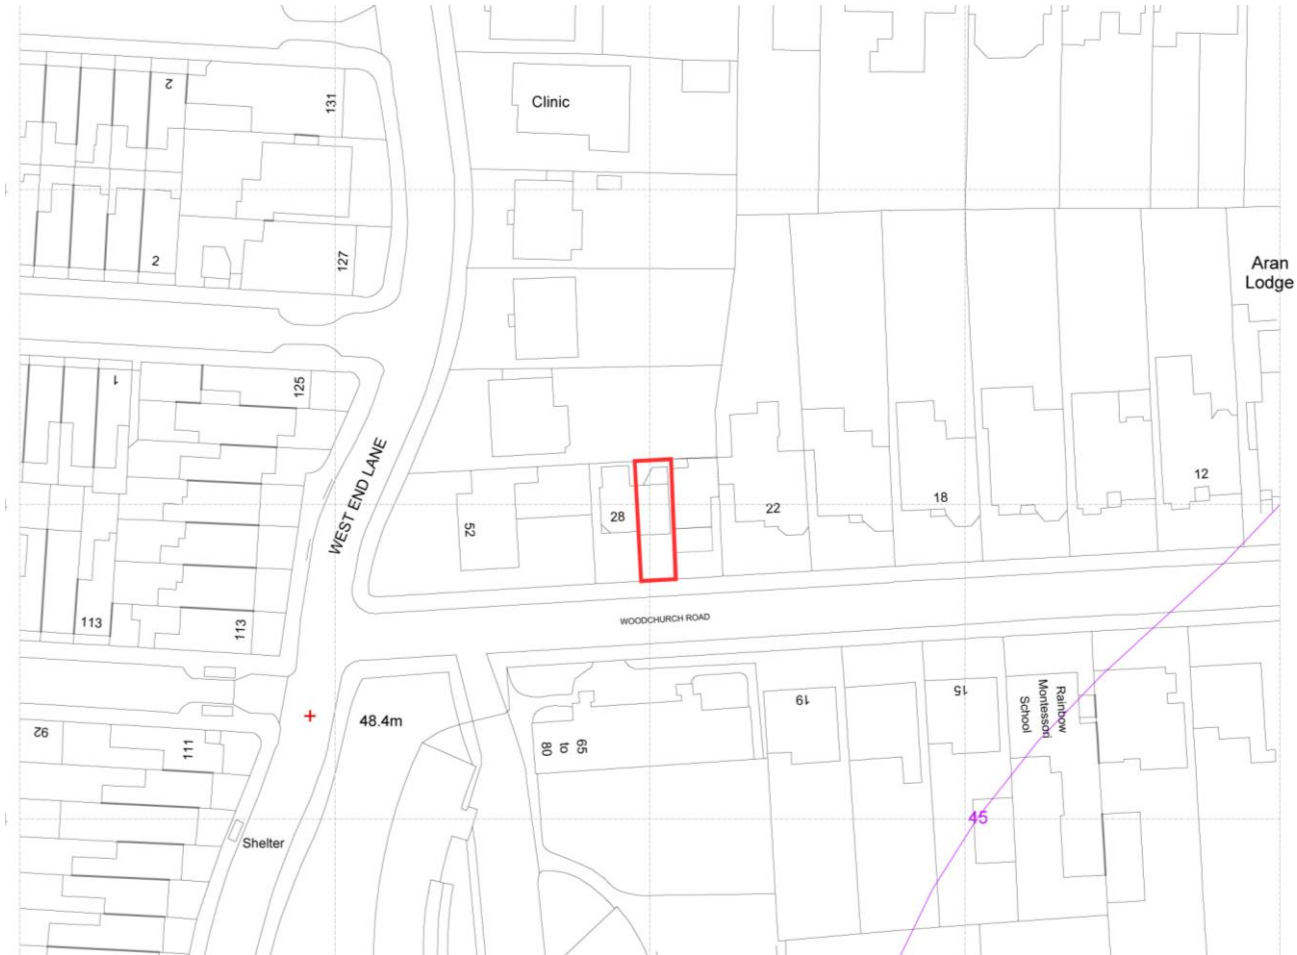 2
131
Clinic
2
127
Aran
Lodge
1
125
WEST END LANE
52
28
22
18
12
113
113
WOODCHURCH ROAD
92
111
48.4m
65
to
80
19
15
Rainbow
Montessori
School
45
Shelter